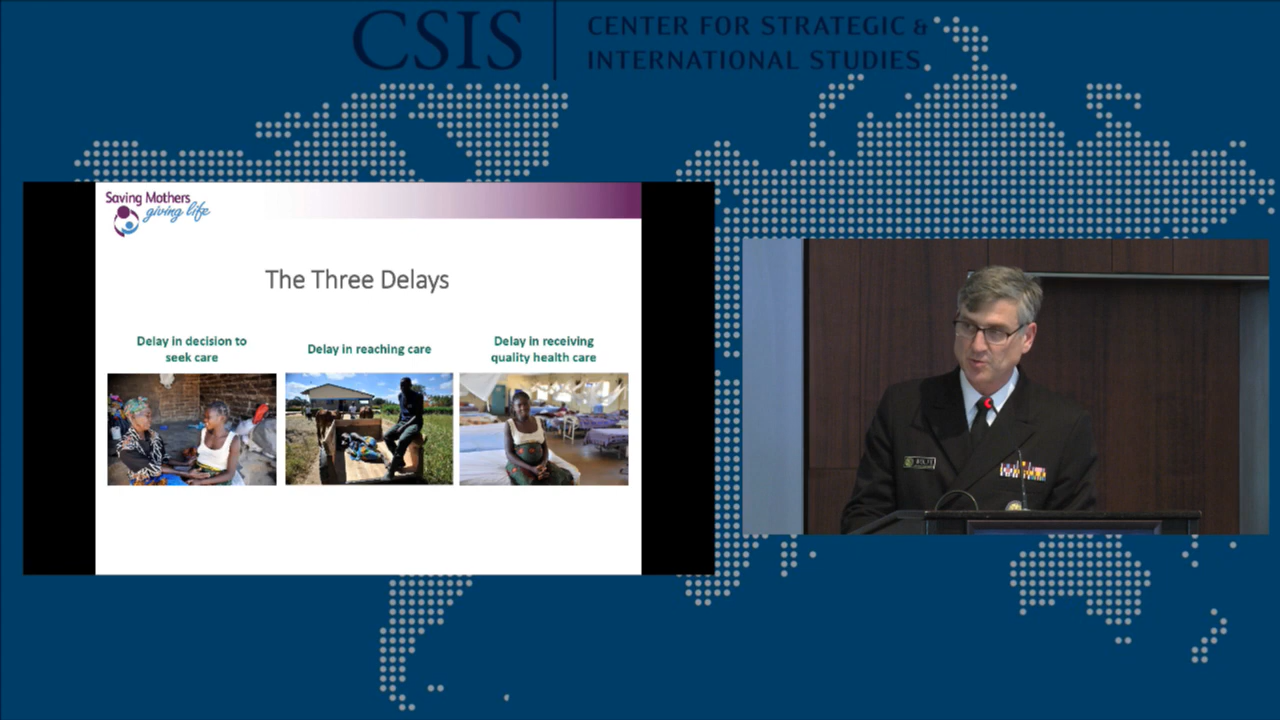 CSIS
CENTER FOR STRATEGIC &
INTERNATIONAL STUDIES
Saving Mothers
giving life
The Three Delays
Delay in decision to
seek care
Delay in reaching care
Delay in receiving
quality health care